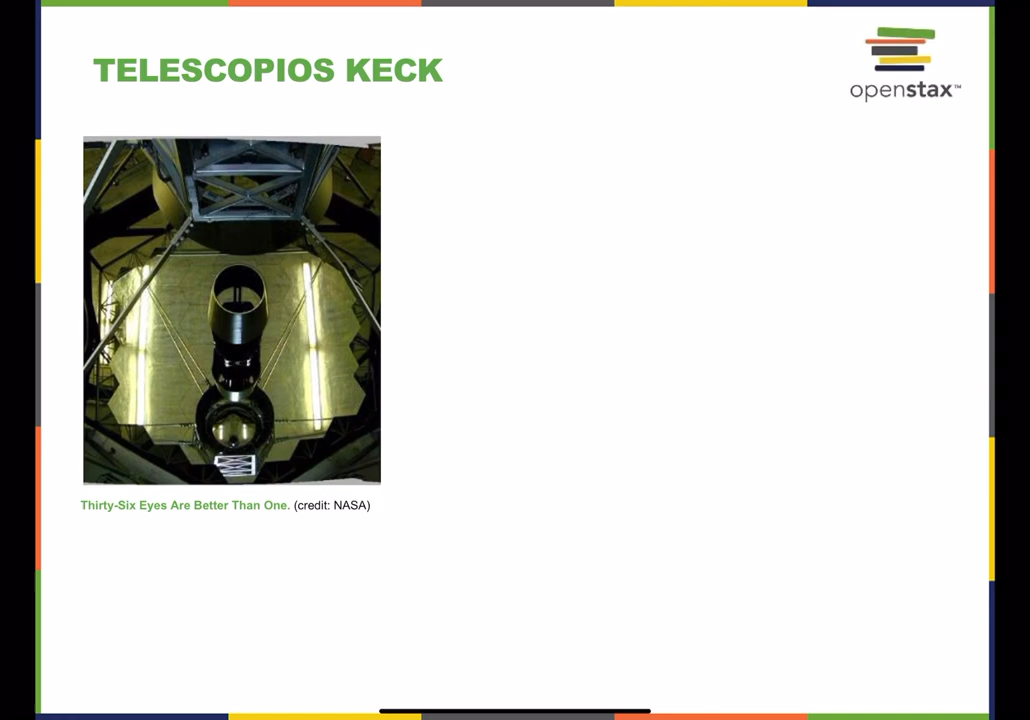 TELESCOPIOS KECK
openstax™
Thirty-Six Eyes Are Better Than One. (credit: NASA)